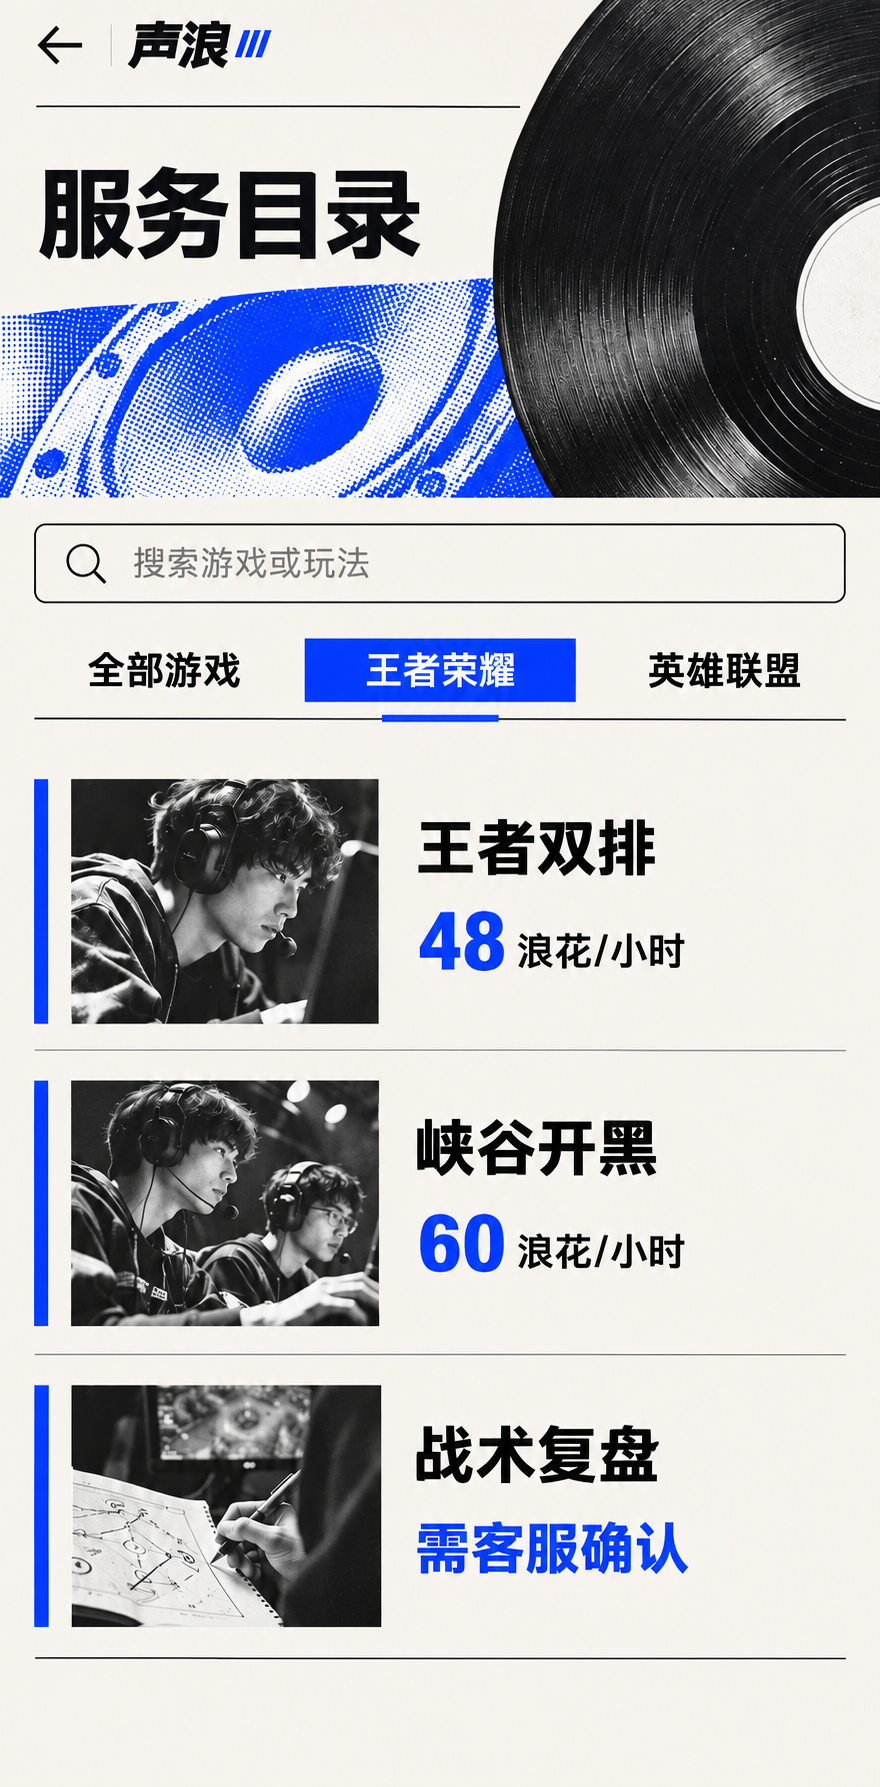 声浪
服务目录
搜索游戏或玩法
全部游戏 王者荣耀 英雄联盟
王者双排
48 浪花/小时
峡谷开黑
60 浪花/小时
战术复盘
需客服确认